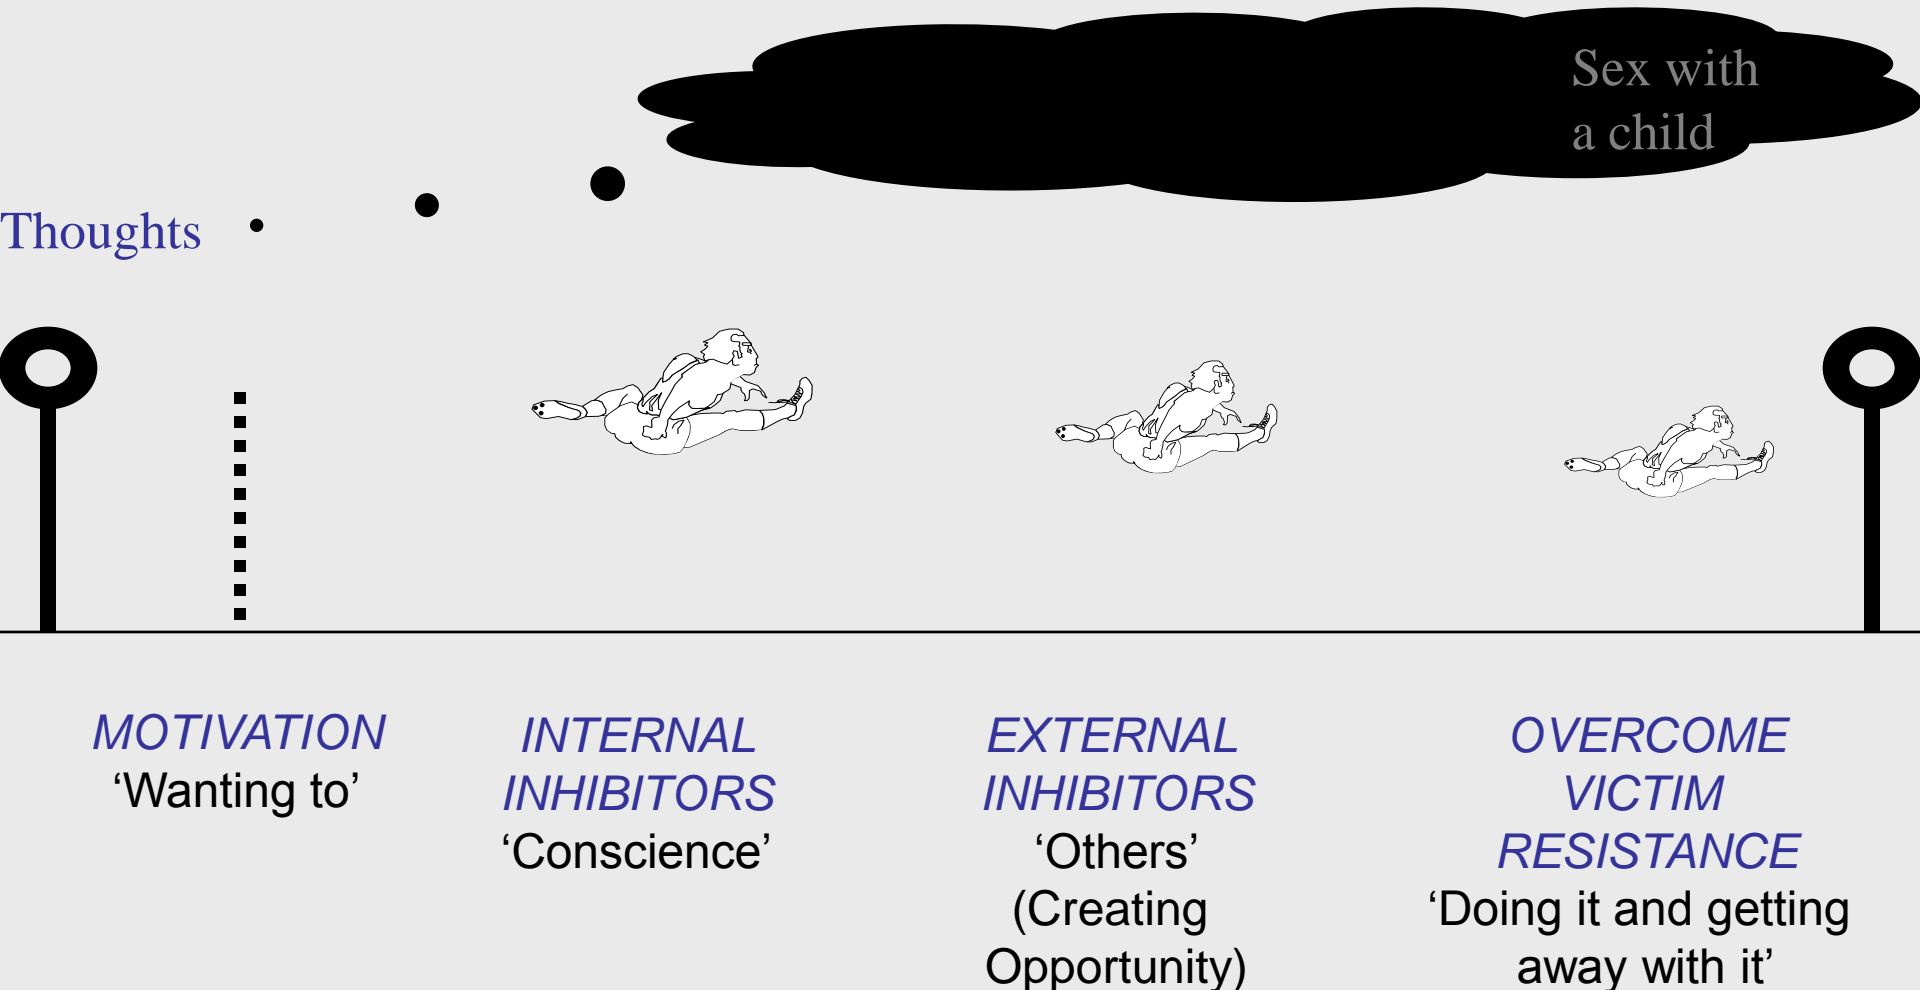 Sex with
a child
Thoughts
MOTIVATION
‘Wanting to’
INTERNAL
INHIBITORS
‘Conscience’
EXTERNAL
INHIBITORS
‘Others’
(Creating
Opportunity)
OVERCOME
VICTIM
RESISTANCE
‘Doing it and getting
away with it’